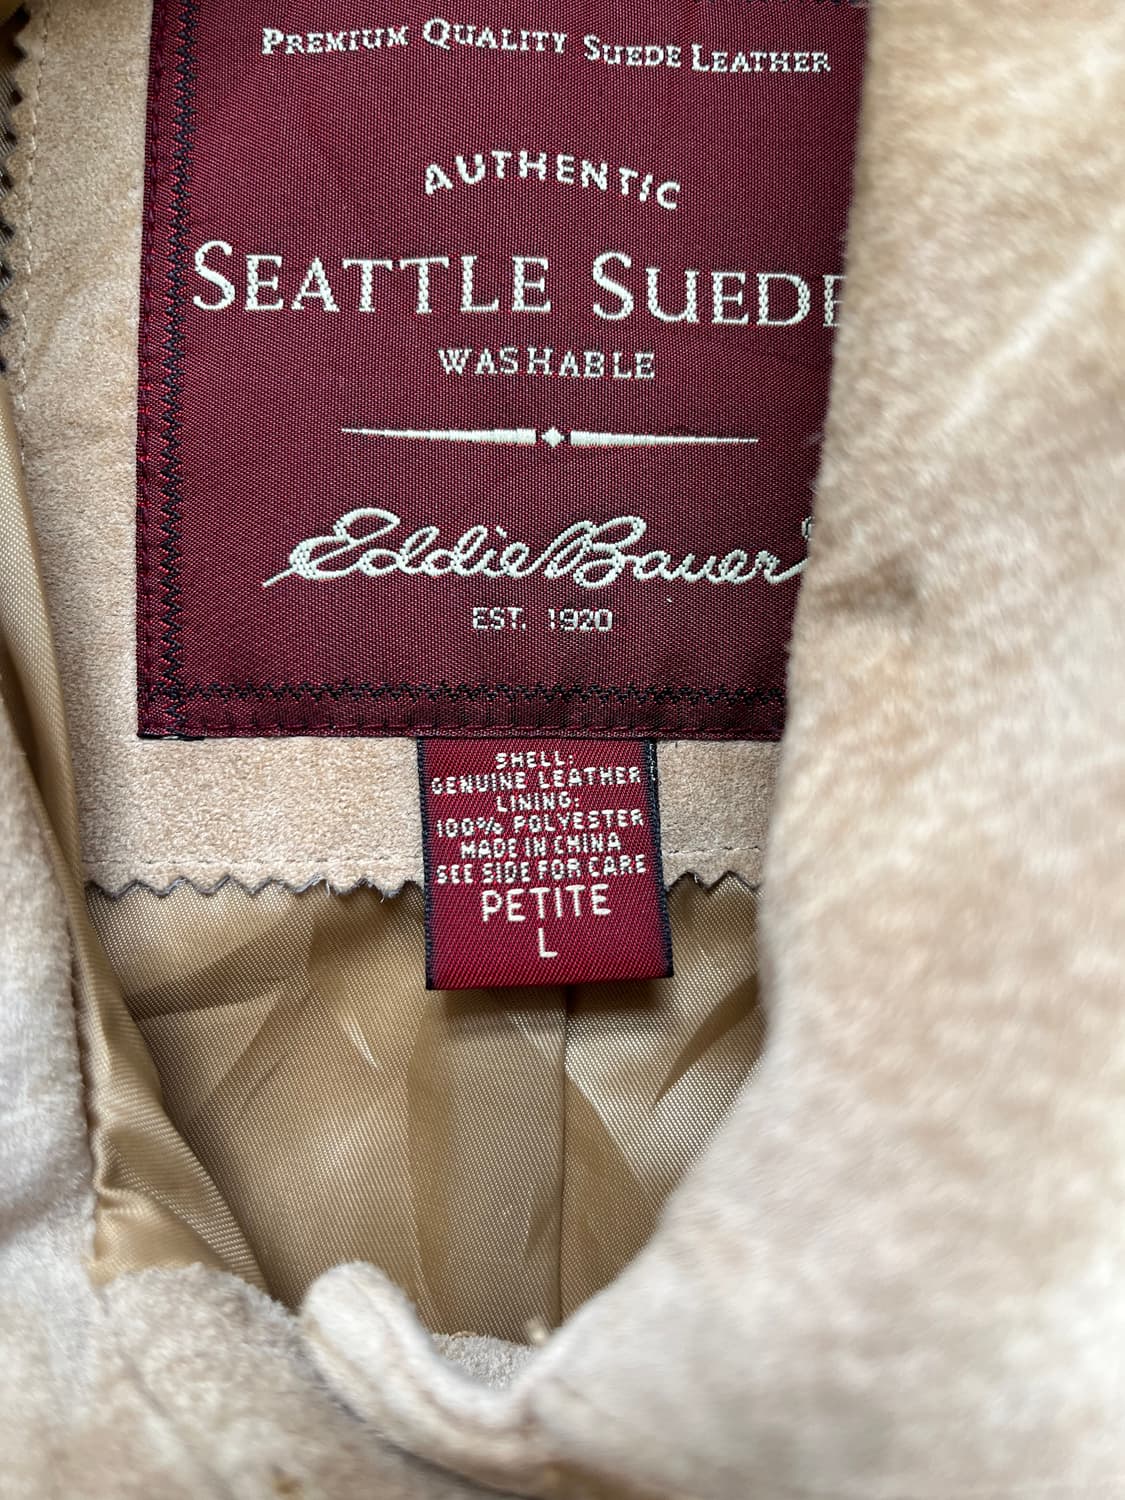 PREMIUM QUALITY SUEDE LEATHER
AUTHENTIC
SEATTLE SUEDE
WASHABLE
Eddie Bauer
EST. 1920
SHELL:
GENUINE LEATHER
LINING:
100% POLYESTER
MADE IN CHINA
SEE SIDE FOR CARE
PETITE
L